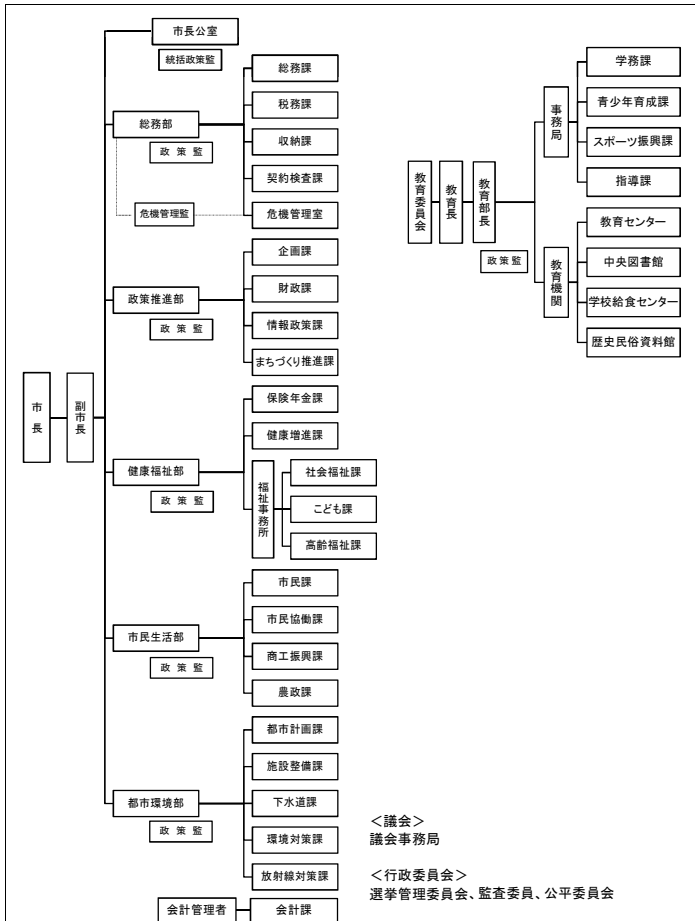 市長
副市長
市長公室
統括政策監
総務部
政策監
危機管理監
総務課
税務課
収納課
契約検査課
危機管理室
政策推進部
政策監
企画課
財政課
情報政策課
まちづくり推進課
健康福祉部
政策監
保険年金課
健康増進課
福祉事務所
社会福祉課
こども課
高齢福祉課
市民生活部
政策監
市民課
市民協働課
商工振興課
農政課
都市環境部
政策監
都市計画課
施設整備課
下水道課
環境対策課
放射線対策課
会計管理者
会計課
教育委員会
教育長
教育部長
政策監
事務局
学務課
青少年育成課
スポーツ振興課
指導課
教育機関
教育センター
中央図書館
学校給食センター
歴史民俗資料館
<議会>
議会事務局
<行政委員会>
選挙管理委員会、監査委員、公平委員会